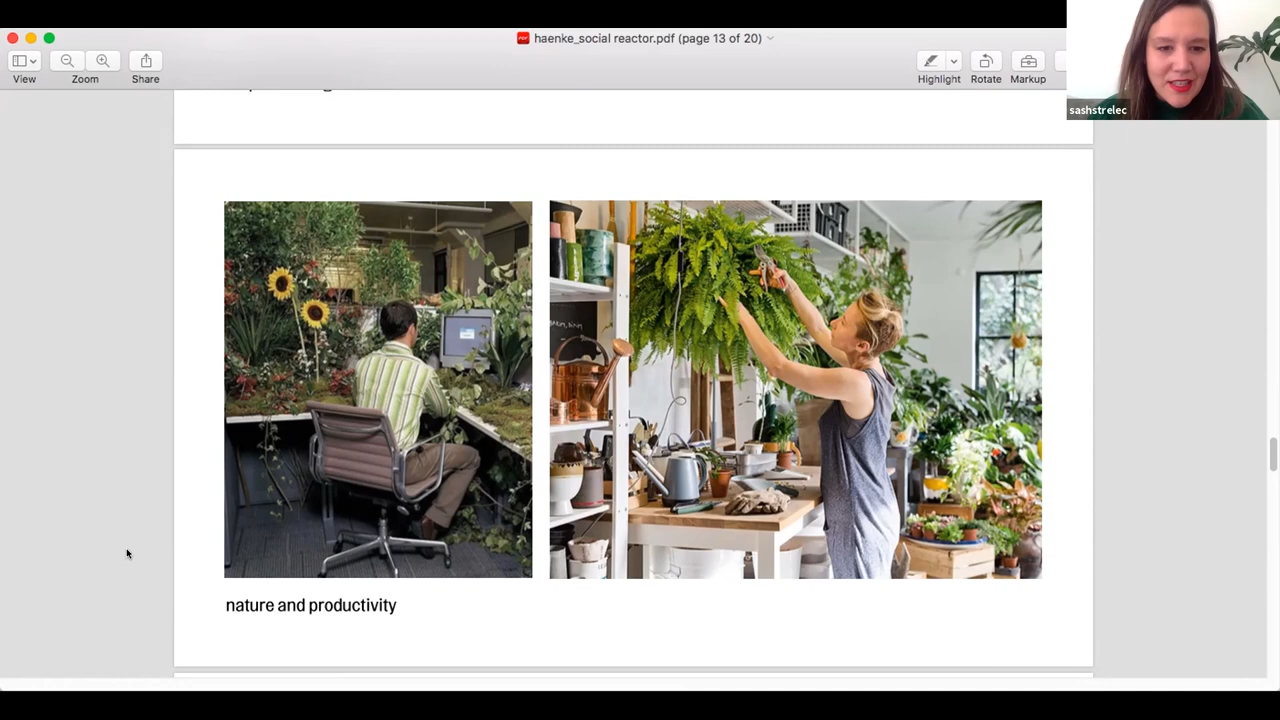 haenke_social reactor.pdf (page 13 of 20)
View
Zoom
Share
Highlight
Rotate
Markup
sashstrelec
nature and productivity